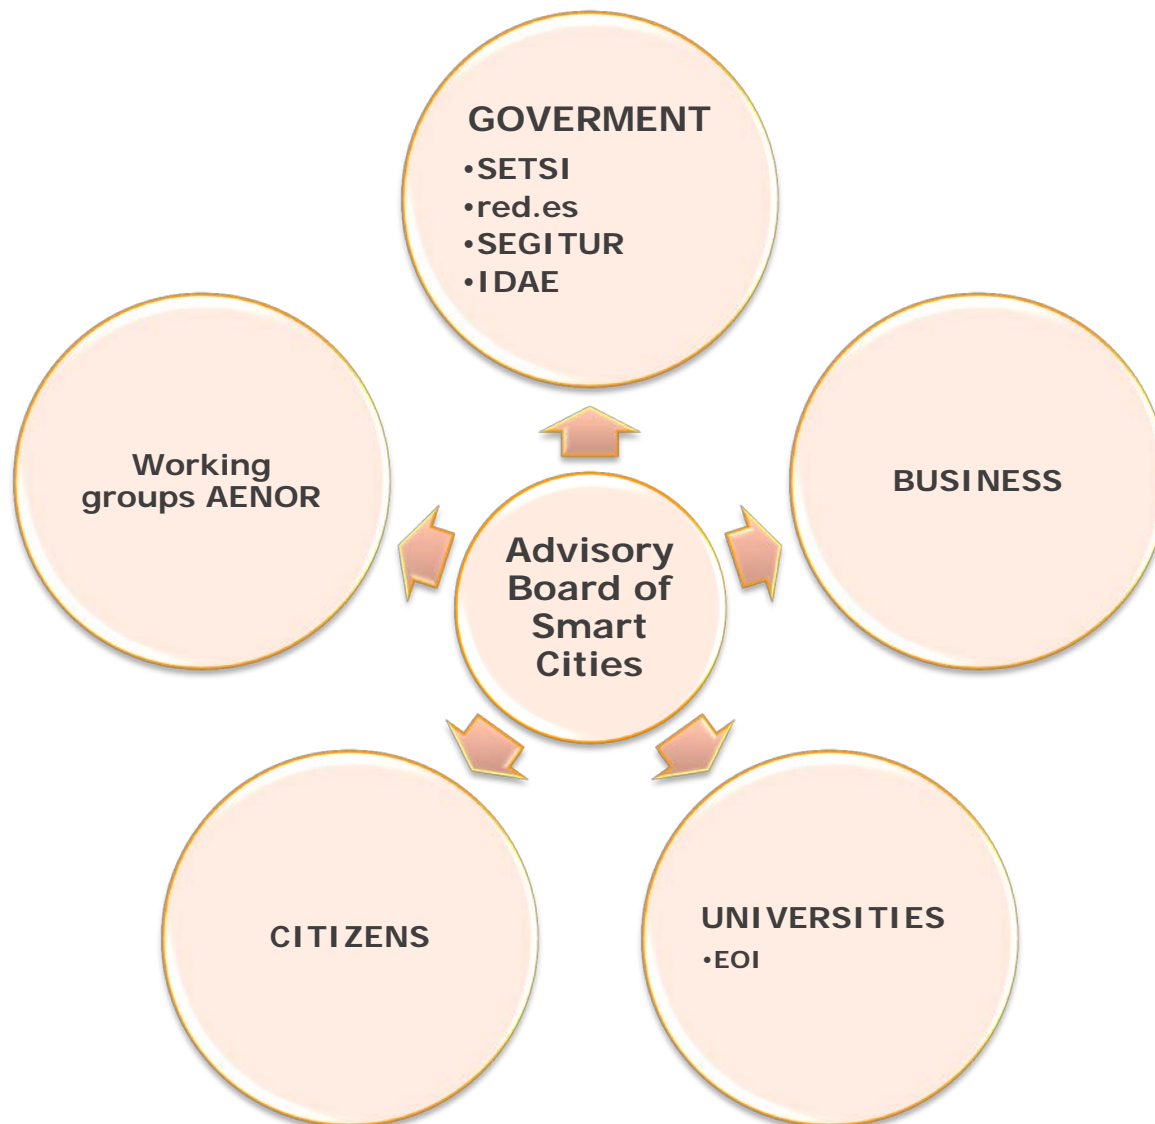 GOVERMENT
•SETSI
•red.es
•SEGITUR
•IDAE
Working
groups AENOR
BUSINESS
Advisory
Board of
Smart
Cities
CITIZENS
UNIVERSITIES
•EOI